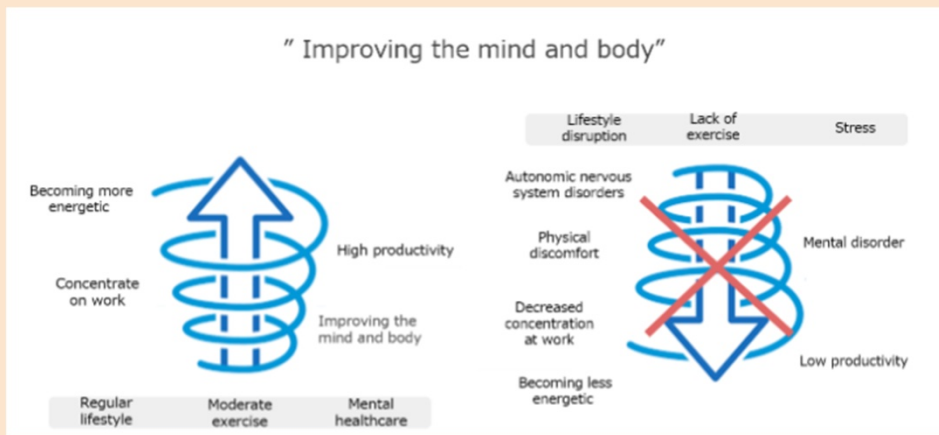 ” Improving the mind and body”
Becoming more
energetic
High productivity
Concentrate
on work
Improving the
mind and body
Regular
lifestyle
Moderate
exercise
Mental
healthcare
Lifestyle
disruption
Lack of
exercise
Stress
Autonomic nervous
system disorders
Physical
discomfort
Mental disorder
Decreased
concentration
at work
Low productivity
Becoming less
energetic